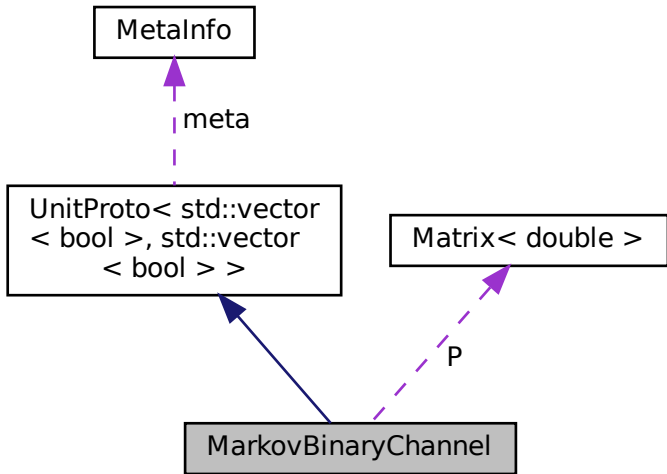 MetaInfo
meta
UnitProto< std::vector
< bool >, std::vector
< bool > >
Matrix< double >
P
MarkovBinaryChannel